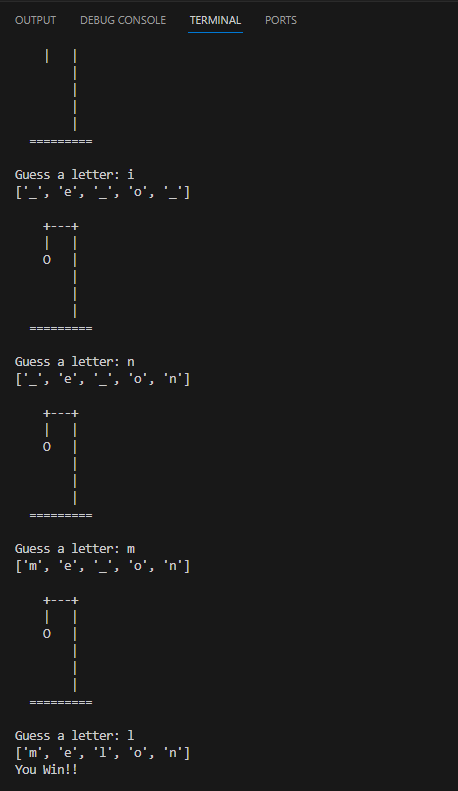 OUTPUT DEBUG CONSOLE TERMINAL PORTS
    |   |
        |
        |
        |
        |
  =========
Guess a letter: i
['_', 'e', '_', 'o', '_']
    +---+
    |   |
    O   |
        |
        |
        |
  =========
Guess a letter: n
['_', 'e', '_', 'o', 'n']
    +---+
    |   |
    O   |
        |
        |
        |
  =========
Guess a letter: m
['m', 'e', '_', 'o', 'n']
    +---+
    |   |
    O   |
        |
        |
        |
  =========
Guess a letter: l
['m', 'e', 'l', 'o', 'n']
You Win!!